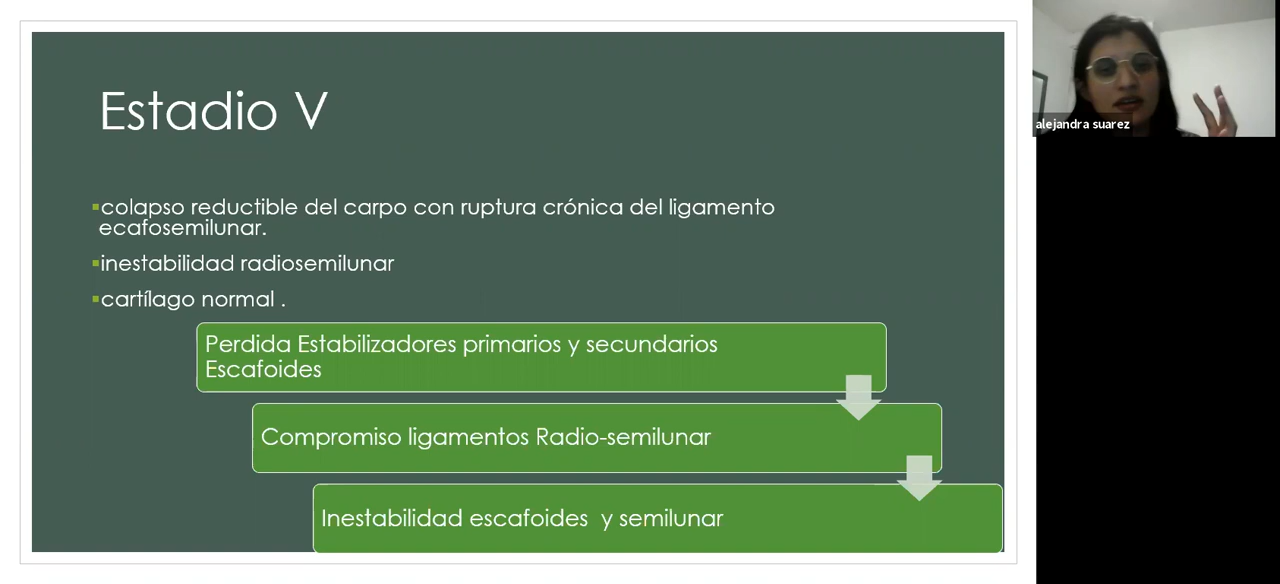 Estadio V
▪colapso reductible del carpo con ruptura crónica del ligamento
ecafosemilunar.
▪inestabilidad radiosemilunar
▪cartílago normal .
Perdida Estabilizadores primarios y secundarios
Escafoides
Compromiso ligamentos Radio-semilunar
Inestabilidad escafoides y semilunar
alejandra suarez